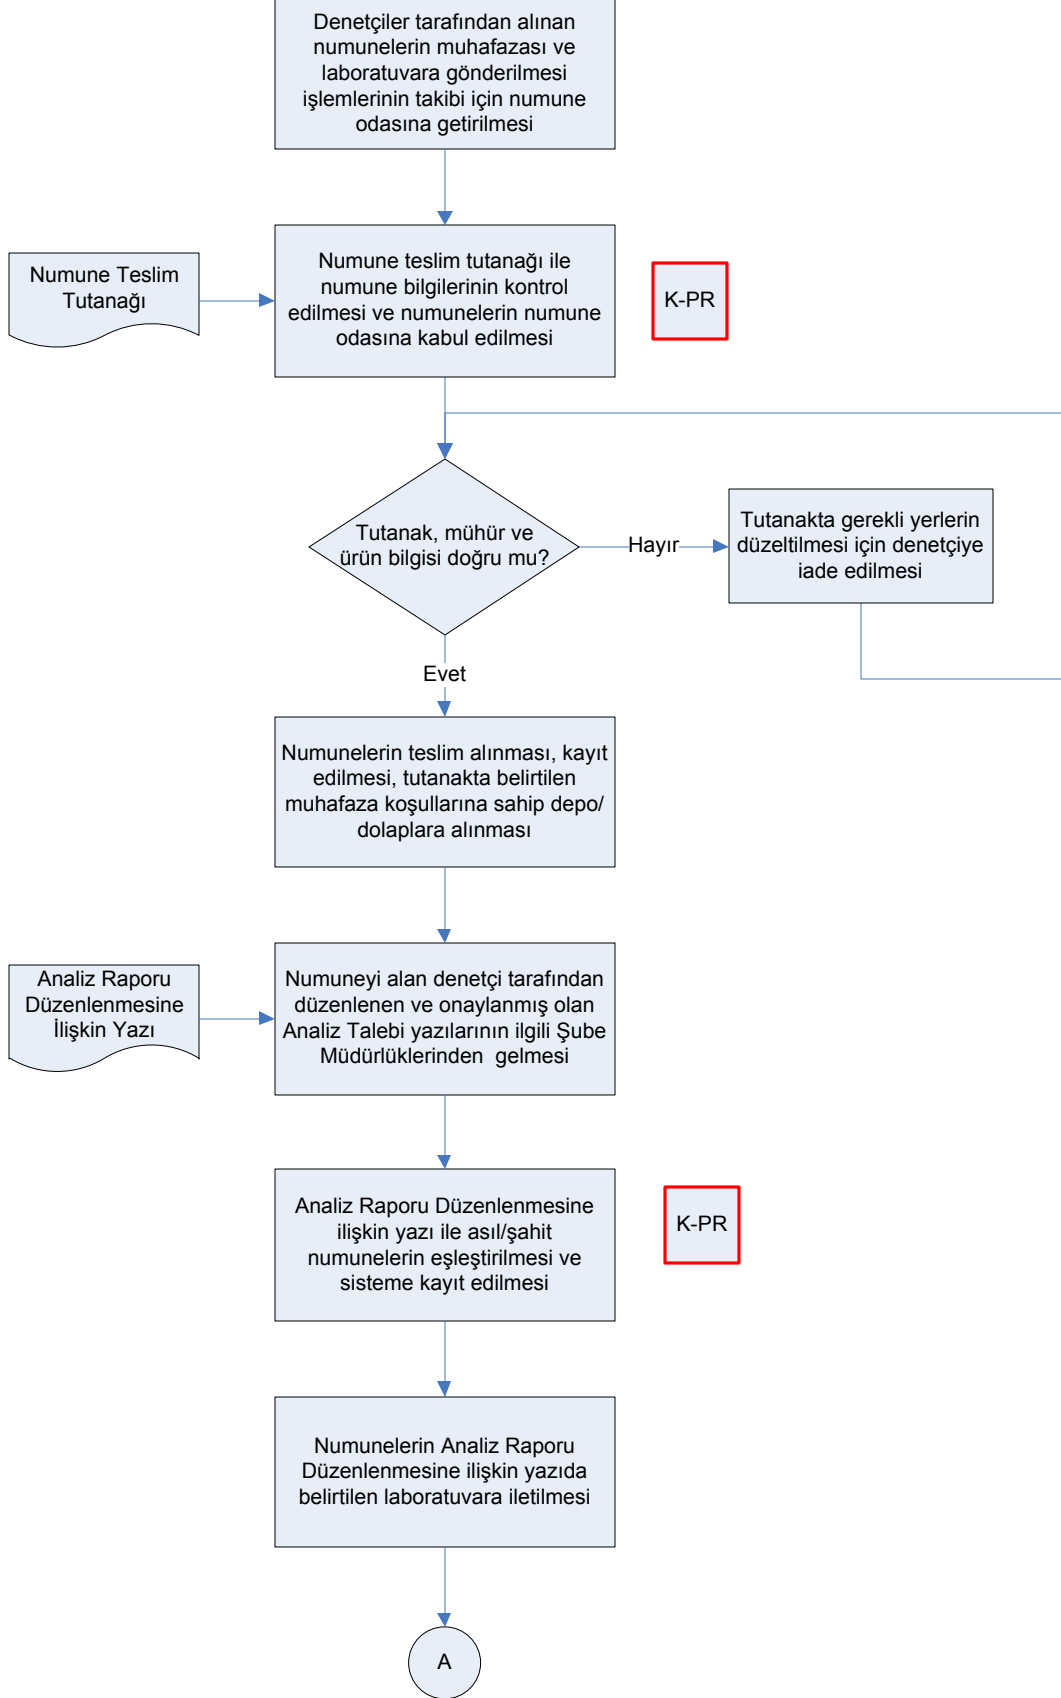 Denetçiler tarafından alınan
numunelerin muhafazası ve
laboratuvara gönderilmesi
işlemlerinin takibi için numune
odasına getirilmesi
Numune Teslim
Tutanağı
Numune teslim tutanağı ile
numune bilgilerinin kontrol
edilmesi ve numunelerin numune
odasına kabul edilmesi
K-PR
Tutanak, mühür ve
ürün bilgisi doğru mu?
Hayır
Tutanakta gerekli yerlerin
düzeltilmesi için denetçiye
iade edilmesi
Evet
Numunelerin teslim alınması, kayıt
edilmesi, tutanakta belirtilen
muhafaza koşullarına sahip depo/
dolaplara alınması
Analiz Raporu
Düzenlenmesine
İlişkin Yazı
Numuneyi alan denetçi tarafından
düzenlenen ve onaylanmış olan
Analiz Talebi yazılarının ilgili Şube
Müdürlüklerinden  gelmesi
Analiz Raporu Düzenlenmesine
ilişkin yazı ile asıl/şahit
numunelerin eşleştirilmesi ve
sisteme kayıt edilmesi
K-PR
Numunelerin Analiz Raporu
Düzenlenmesine ilişkin yazıda
belirtilen laboratuvara iletilmesi
A